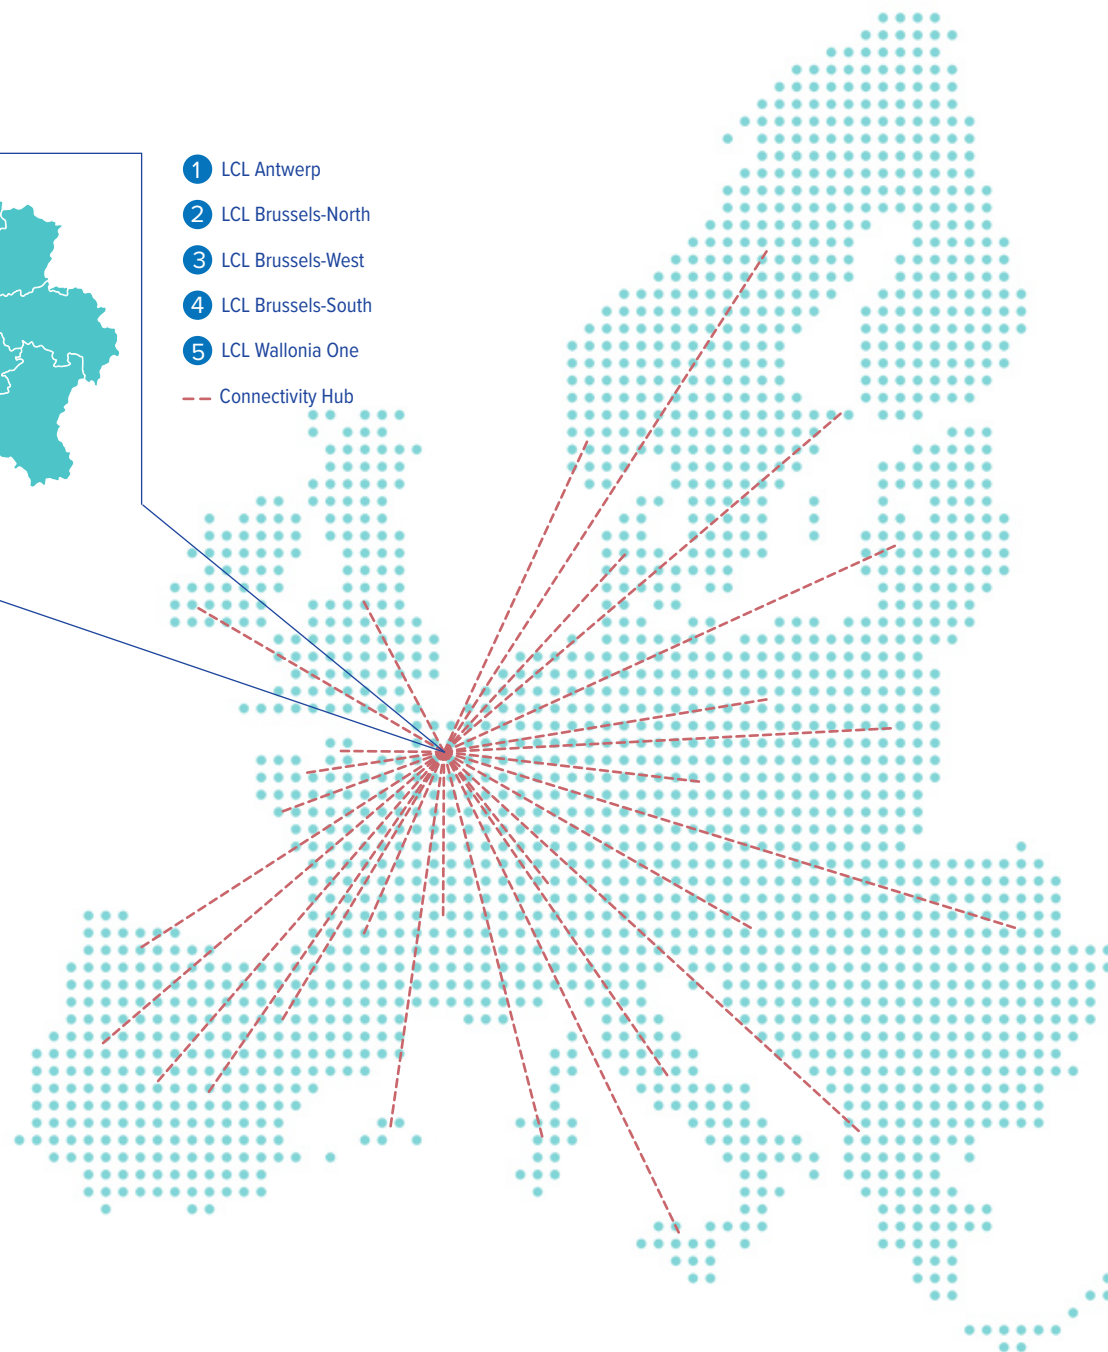 1 LCL Antwerp
2 LCL Brussels-North
3 LCL Brussels-West
4 LCL Brussels-South
5 LCL Wallonia One
Connectivity Hub